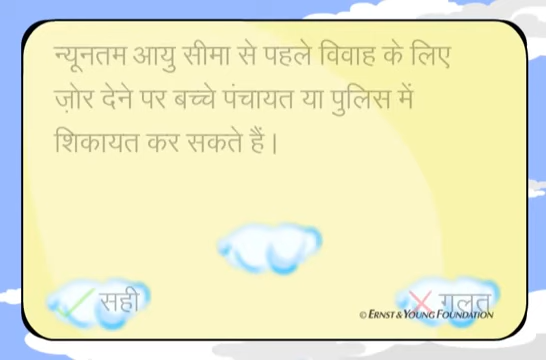 न्यूनतम आयु सीमा से पहले विवाह के लिए
ज़ोर देने पर बच्चे पंचायत या पुलिस में
शिकायत कर सकते हैं।
सही
गलत
© ERNST & YOUNG FOUNDATION